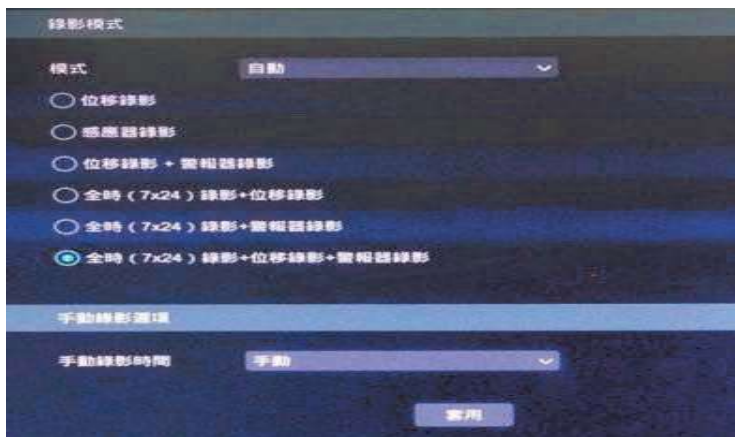 錄影模式
模式 自動
位移錄影
感應器錄影
位移錄影 + 警報器錄影
全時(7x24)錄影+位移錄影
全時(7x24)錄影+警報器錄影
全時(7x24)錄影+位移錄影+警報器錄影
手動錄影選項
手動錄影時間 手動
套用